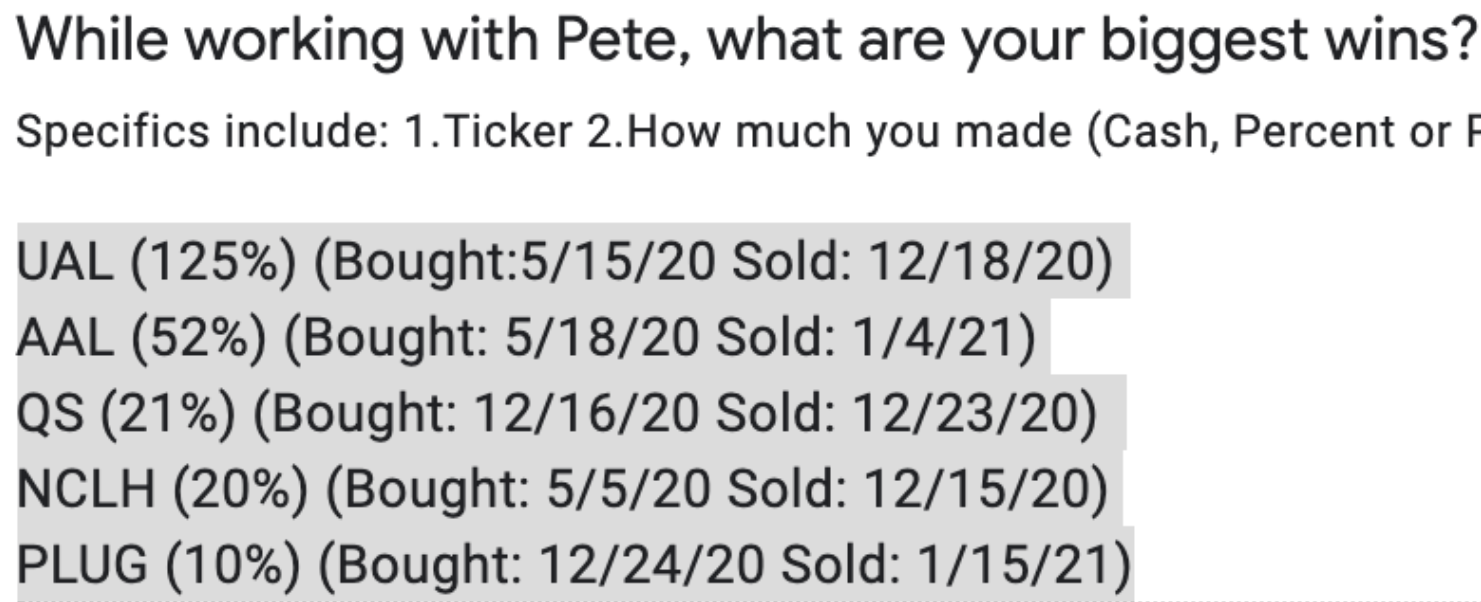 While working with Pete, what are your biggest wins?
Specifics include: 1.Ticker 2.How much you made (Cash, Percent or
UAL (125%) (Bought:5/15/20 Sold: 12/18/20)
AAL (52%) (Bought: 5/18/20 Sold: 1/4/21)
QS (21%) (Bought: 12/16/20 Sold: 12/23/20)
NCLH (20%) (Bought: 5/5/20 Sold: 12/15/20)
PLUG (10%) (Bought: 12/24/20 Sold: 1/15/21)